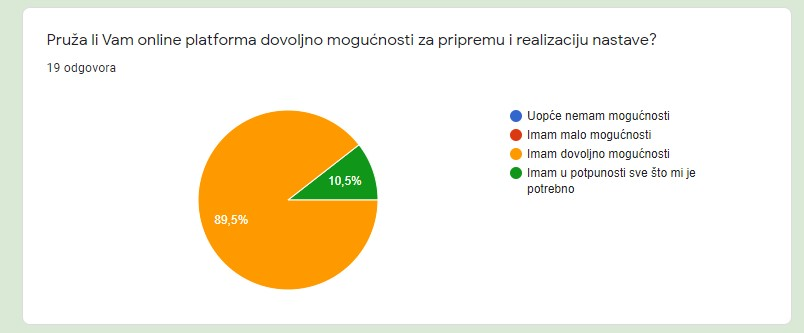 Pruža li Vam online platforma dovoljno mogućnosti za pripremu i realizaciju nastave?
19 odgovora
Uopće nemam mogućnosti
Imam malo mogućnosti
Imam dovoljno mogućnosti
Imam u potpunosti sve što mi je
potrebno
10,5%
89,5%